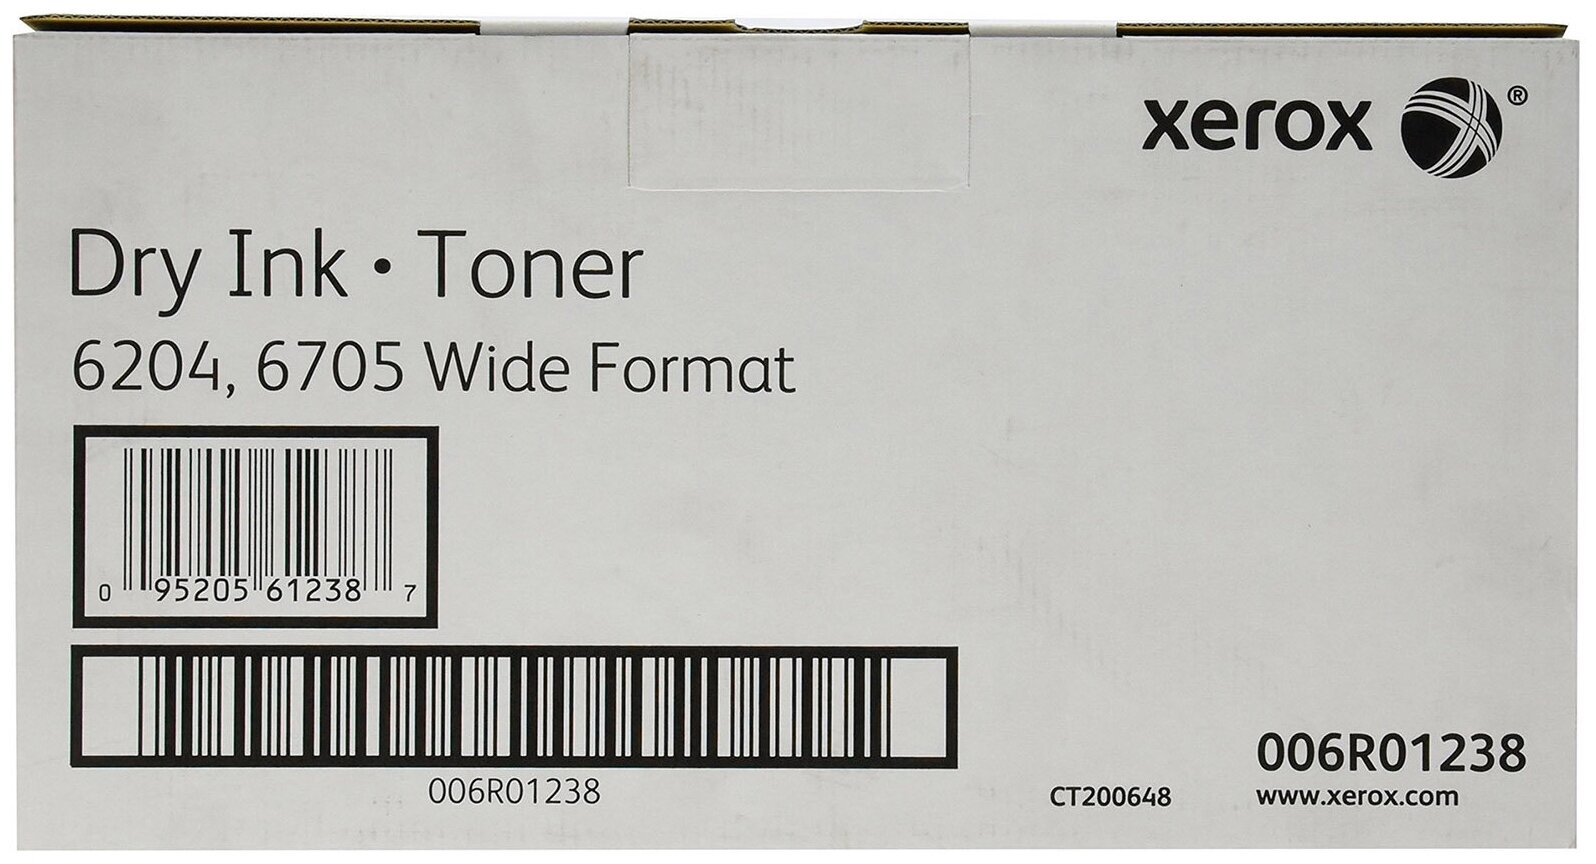 xerox ®
Dry Ink • Toner
6204, 6705 Wide Format
0 95205 61238 7
006R01238
CT200648
006R01238
www.xerox.com